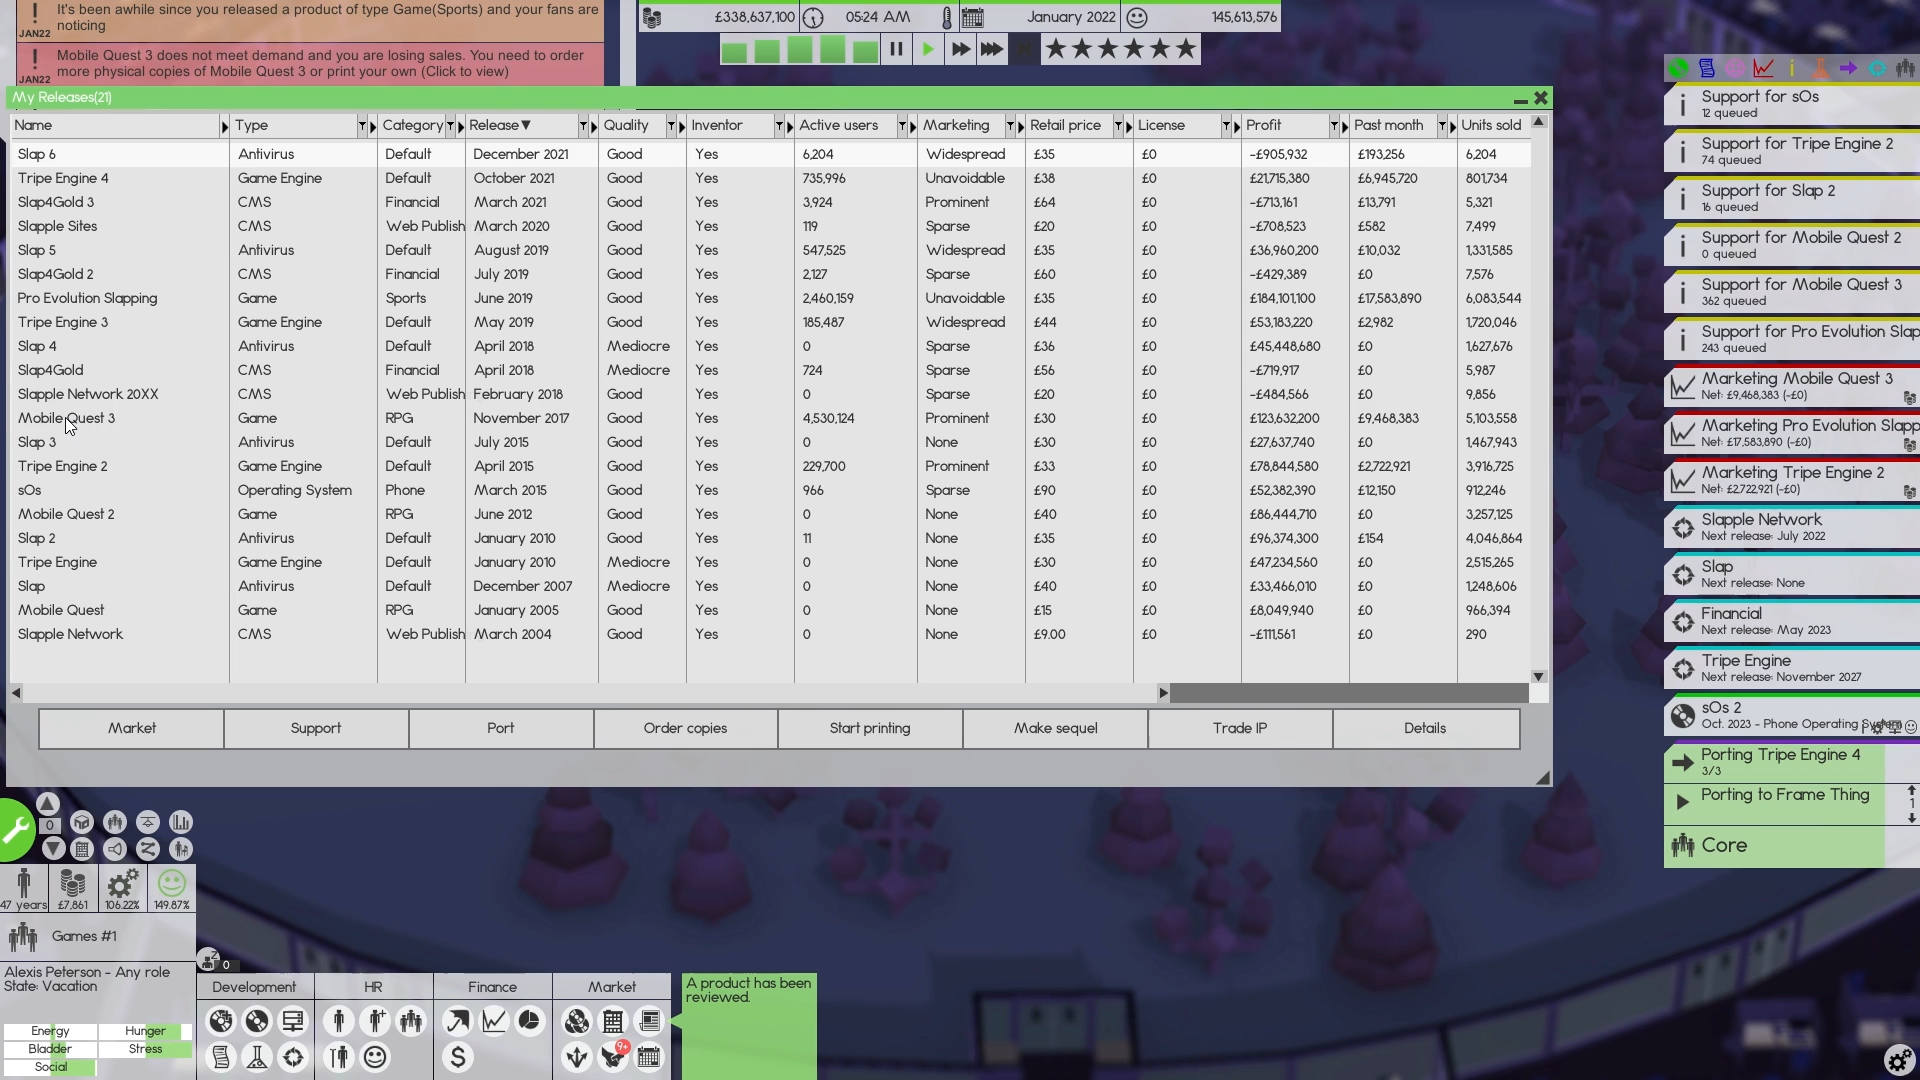 It's been awhile since you released a product of type Game(Sports) and your fans are
noticing
JAN22
Mobile Quest 3 does not meet demand and you are losing sales. You need to order
more physical copies of Mobile Quest 3 or print your own (Click to view)
JAN22
£338,637,100 05:24 AM January 2022 145,613,576
My Releases(21)
Name Type Category Release Quality Inventor Active users Marketing Retail price License Profit Past month Units sold
Slap 6 Antivirus Default December 2021 Good Yes 6,204 Widespread £35 £0 -£905,932 £193,256 6,204
Tripe Engine 4 Game Engine Default October 2021 Good Yes 735,996 Unavoidable £38 £0 £21,715,380 £6,945,720 801,734
Slap4Gold 3 CMS Financial March 2021 Good Yes 3,924 Prominent £64 £0 -£713,161 £13,791 5,321
Slapple Sites CMS Web Publish March 2020 Good Yes 119 Sparse £20 £0 -£708,523 £582 7,499
Slap 5 Antivirus Default August 2019 Good Yes 547,525 Widespread £35 £0 £36,960,200 £10,032 1,331,585
Slap4Gold 2 CMS Financial July 2019 Good Yes 2,127 Sparse £60 £0 -£429,389 £0 7,576
Pro Evolution Slapping Game Sports June 2019 Good Yes 2,460,159 Unavoidable £35 £0 £184,101,100 £17,583,890 6,083,544
Tripe Engine 3 Game Engine Default May 2019 Good Yes 185,487 Widespread £44 £0 £53,183,220 £2,982 1,720,046
Slap 4 Antivirus Default April 2018 Mediocre Yes 0 Sparse £36 £0 £45,448,680 £0 1,627,676
Slap4Gold CMS Financial April 2018 Mediocre Yes 724 Sparse £56 £0 -£719,917 £0 5,987
Slapple Network 20XX CMS Web Publish February 2018 Good Yes 0 Sparse £20 £0 -£484,566 £0 9,856
Mobile Quest 3 Game RPG November 2017 Good Yes 4,530,124 Prominent £30 £0 £123,632,200 £9,468,383 5,103,558
Slap 3 Antivirus Default July 2015 Good Yes 0 None £30 £0 £27,637,740 £0 1,467,943
Tripe Engine 2 Game Engine Default April 2015 Good Yes 229,700 Prominent £33 £0 £78,844,580 £2,722,921 3,916,725
sOs Operating System Phone March 2015 Good Yes 966 Sparse £90 £0 £52,382,390 £12,150 912,246
Mobile Quest 2 Game RPG June 2012 Good Yes 0 None £40 £0 £86,444,710 £0 3,257,125
Slap 2 Antivirus Default January 2010 Good Yes 11 None £35 £0 £96,374,300 £154 4,046,864
Tripe Engine Game Engine Default January 2010 Mediocre Yes 0 None £30 £0 £47,234,560 £0 2,515,265
Slap Antivirus Default December 2007 Mediocre Yes 0 None £40 £0 £33,466,010 £0 1,248,606
Mobile Quest Game RPG January 2005 Good Yes 0 None £15 £0 £8,049,940 £0 966,394
Slapple Network CMS Web Publish March 2004 Good Yes 0 None £9.00 £0 -£111,561 £0 290
Market Support Port Order copies Start printing Make sequel Trade IP Details
Support for sOs
12 queued
Support for Tripe Engine 2
74 queued
Support for Slap 2
16 queued
Support for Mobile Quest 2
0 queued
Support for Mobile Quest 3
362 queued
Support for Pro Evolution Slap
243 queued
Marketing Mobile Quest 3
Net: £9,468,383 (-£0)
Marketing Pro Evolution Slapp
Net: £17,583,890 (-£0)
Marketing Tripe Engine 2
Net: £2,722,921 (-£0)
Slapple Network
Next release: July 2022
Slap
Next release: None
Financial
Next release: May 2023
Tripe Engine
Next release: November 2027
sOs 2
Oct. 2023 - Phone Operating System
Porting Tripe Engine 4
3/3
Porting to Frame Thing
1
Core
0
47 years £7,861 106.22% 149.87%
Games #1
Alexis Peterson - Any role
State: Vacation
Energy Hunger
Bladder Stress
Social
z 0
Development HR Finance Market
9+
A product has been
reviewed.